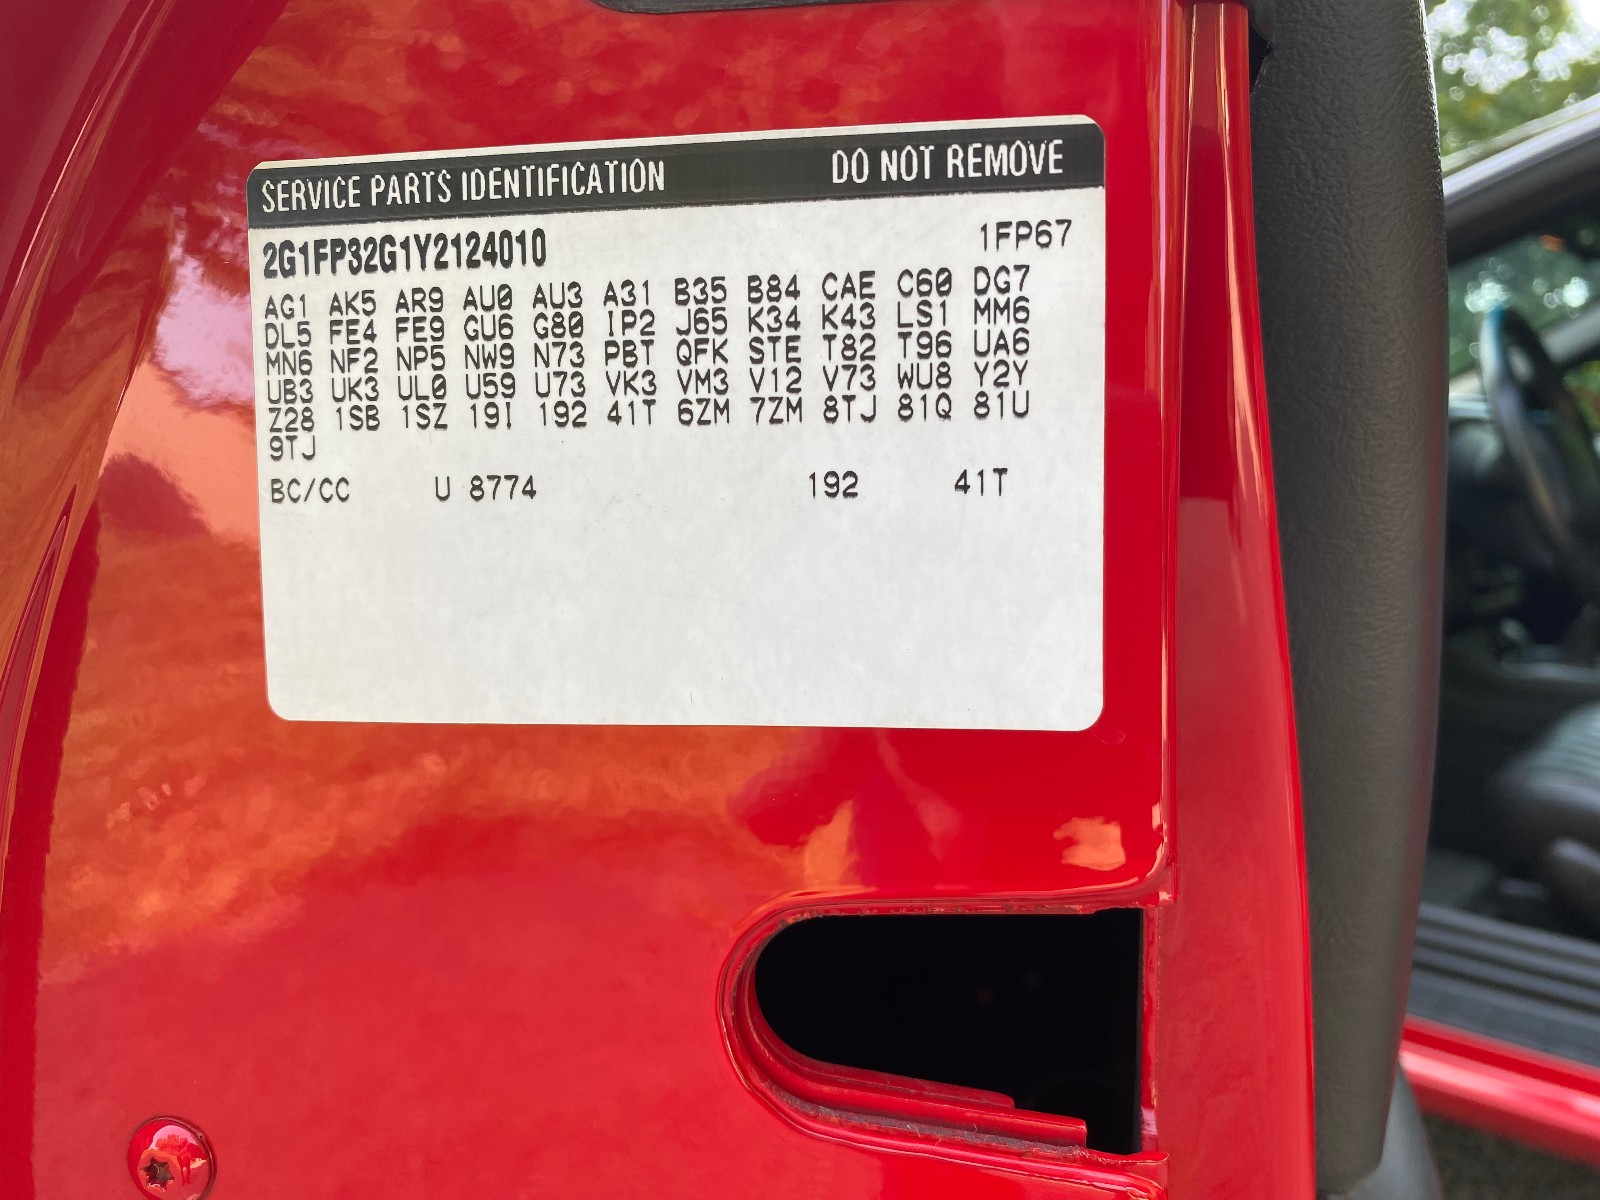 SERVICE PARTS IDENTIFICATION DO NOT REMOVE
2G1FP32G1Y2124010 1FP67
AG1 AK5 AR9 AU0 AU3 A31 B35 B84 CAE C60 DG7
DL5 FE4 FE9 GU6 G80 IP2 J65 K34 K43 LS1 MM6
MN6 NF2 NP5 NW9 N73 PBT QFK STE T82 T96 UA6
UB3 UK3 UL0 U59 U73 VK3 VM3 V12 V73 WU8 Y2Y
Z28 1SB 1SZ 19I 192 41T 6ZM 7ZM 8TJ 81Q 81U
9TJ
BC/CC U 8774 192 41T